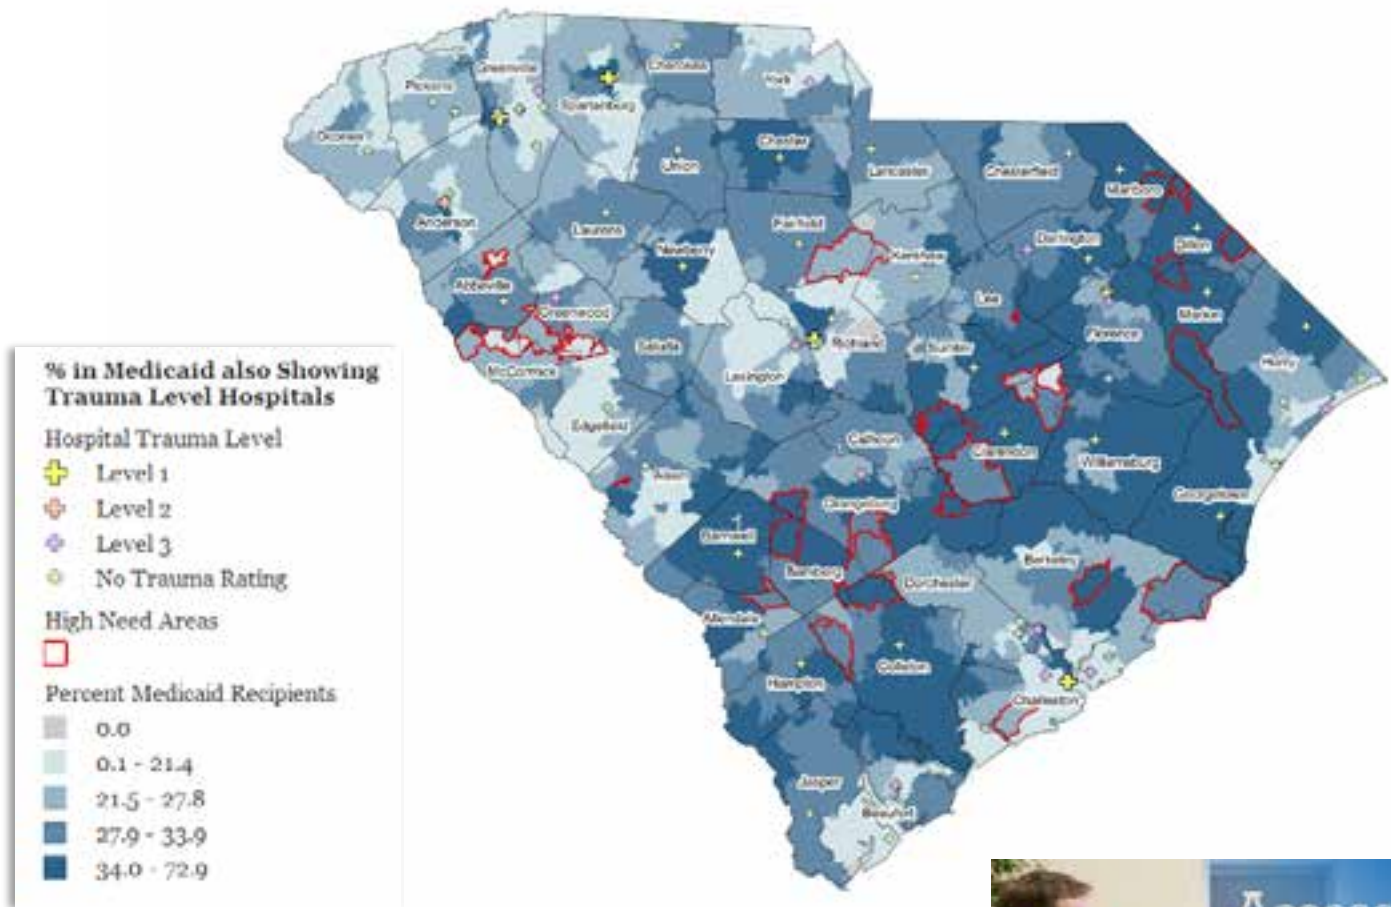 Greenville
Cherokee
York
Pickens
Spartanburg
Oconee
Union
Chester
Lancaster
Chesterfield
Marlboro
Anderson
Laurens
Fairfield
Newberry
Kershaw
Darlington
Dillon
Abbeville
Greenwood
Lee
Marion
Florence
Saluda
Richland
Sumter
Horry
McCormick
Lexington
Edgefield
Calhoun
Clarendon
Williamsburg
Aiken
Orangeburg
Georgetown
Barnwell
Bamberg
Dorchester
Berkeley
Allendale
Hampton
Colleton
Charleston
Jasper
Beaufort
% in Medicaid also Showing
Trauma Level Hospitals
Hospital Trauma Level
Level 1
Level 2
Level 3
No Trauma Rating
High Need Areas
Percent Medicaid Recipients
0.0
0.1 - 21.4
21.5 - 27.8
27.9 - 33.9
34.0 - 72.9